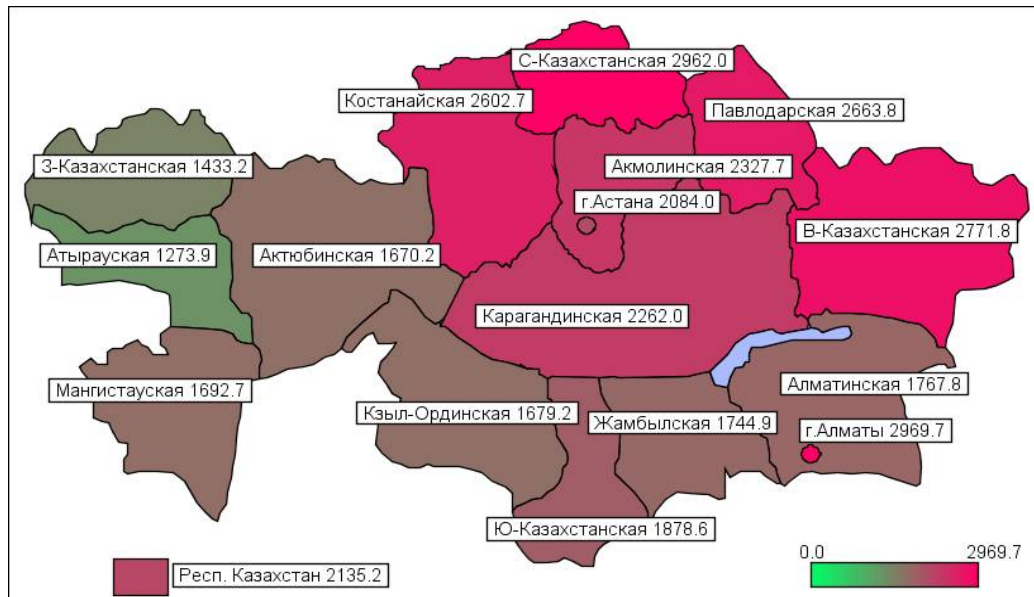 С-Казахстанская 2962.0
Костанайская 2602.7
Павлодарская 2663.8
З-Казахстанская 1433.2
Акмолинская 2327.7
г.Астана 2084.0
В-Казахстанская 2771.8
Атырауская 1273.9
Актюбинская 1670.2
Карагандинская 2262.0
Мангистауская 1692.7
Алматинская 1767.8
Кзыл-Ординская 1679.2
Жамбылская 1744.9
г.Алматы 2969.7
Ю-Казахстанская 1878.6
Респ. Казахстан 2135.2
0.0
2969.7